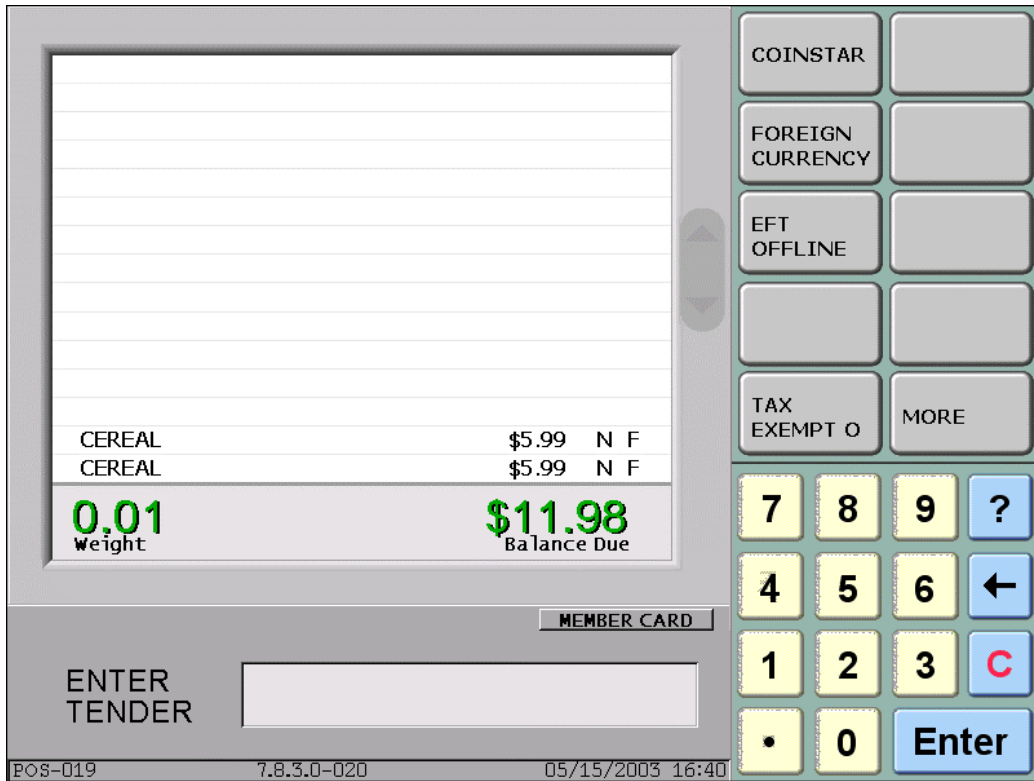 CEREAL $5.99 N F
CEREAL $5.99 N F
0.01 $11.98
Weight Balance Due
MEMBER CARD
ENTER
TENDER
POS-019 7.8.3.0-020 05/15/2003 16:40
COINSTAR
FOREIGN
CURRENCY
EFT
OFFLINE
TAX
EXEMPT O
MORE
7 8 9 ?
4 5 6 ←
1 2 3 C
. 0 Enter